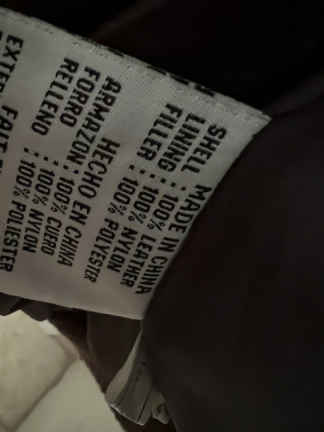 MADE IN CHINA
SHELL : 100% LEATHER
LINING : 100% NYLON
FILLER : 100% POLYESTER
HECHO EN CHINA
ARMAZON : 100% CUERO
FORRO : 100% NYLON
RELLENO : 100% POLIESTER